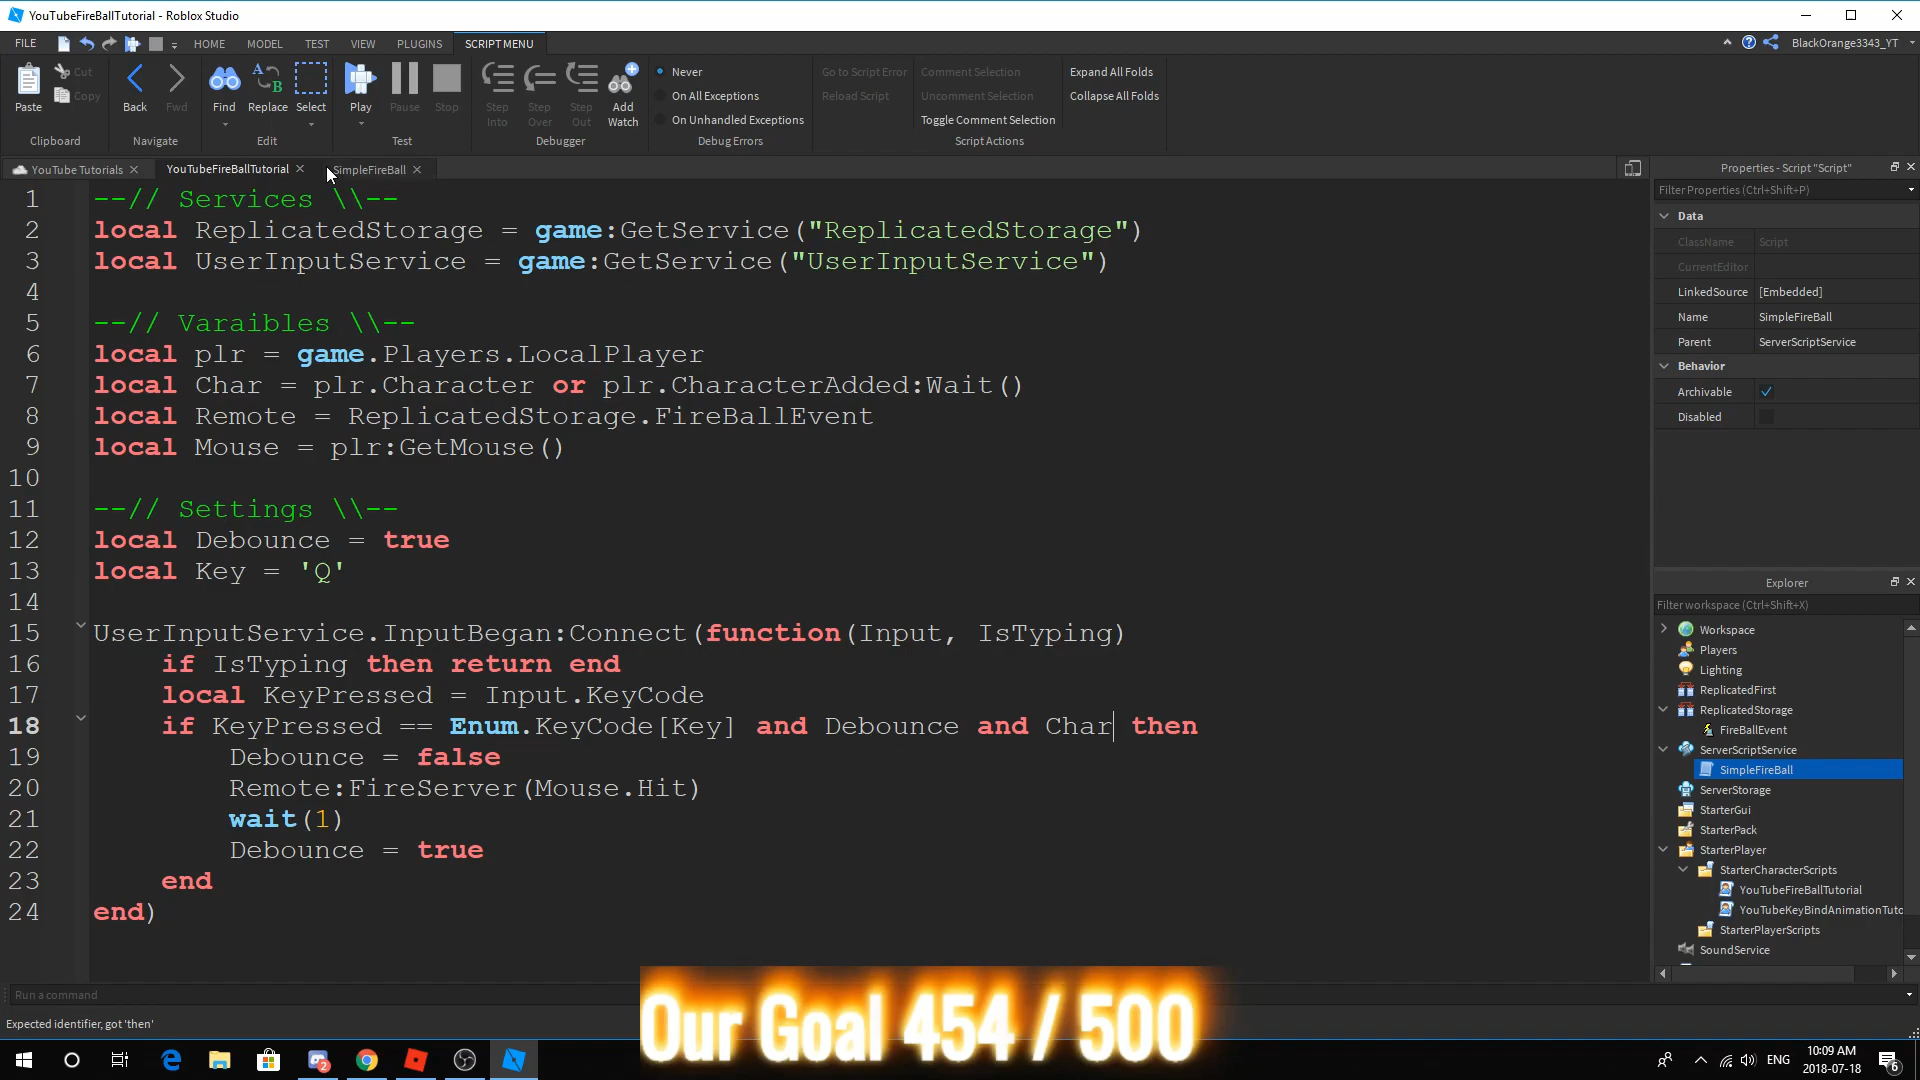 YouTubeFireBallTutorial - Roblox Studio
FILE HOME MODEL TEST VIEW PLUGINS SCRIPT MENU BlackOrange3343_YT
Paste Cut Copy Back Fwd Find Replace Select Play Pause Stop Step Into Step Over Step Out Add Watch
Never
On All Exceptions
On Unhandled Exceptions
Go to Script Error
Reload Script
Comment Selection
Uncomment Selection
Toggle Comment Selection
Expand All Folds
Collapse All Folds
Clipboard Navigate Edit Test Debugger Debug Errors Script Actions
YouTube Tutorials YouTubeFireBallTutorial SimpleFireBall
1 --// Services \\--
2 local ReplicatedStorage = game:GetService("ReplicatedStorage")
3 local UserInputService = game:GetService("UserInputService")
4
5 --// Varaibles \\--
6 local plr = game.Players.LocalPlayer
7 local Char = plr.Character or plr.CharacterAdded:Wait()
8 local Remote = ReplicatedStorage.FireBallEvent
9 local Mouse = plr:GetMouse()
10
11 --// Settings \\--
12 local Debounce = true
13 local Key = 'Q'
14
15 UserInputService.InputBegan:Connect(function(Input, IsTyping)
16 if IsTyping then return end
17 local KeyPressed = Input.KeyCode
18 if KeyPressed == Enum.KeyCode[Key] and Debounce and Char then
19 Debounce = false
20 Remote:FireServer(Mouse.Hit)
21 wait(1)
22 Debounce = true
23 end
24 end)
Properties - Script "Script"
Filter Properties (Ctrl+Shift+P)
Data
ClassName Script
CurrentEditor
LinkedSource [Embedded]
Name SimpleFireBall
Parent ServerScriptService
Behavior
Archivable
Disabled
Explorer
Filter workspace (Ctrl+Shift+X)
Workspace
Players
Lighting
ReplicatedFirst
ReplicatedStorage
FireBallEvent
ServerScriptService
SimpleFireBall
ServerStorage
StarterGui
StarterPack
StarterPlayer
StarterCharacterScripts
YouTubeFireBallTutorial
YouTubeKeyBindAnimationTuto
StarterPlayerScripts
SoundService
Run a command
Expected identifier, got 'then'
Our Goal 454 / 500
2 ENG 10:09 AM
2018-07-18 6